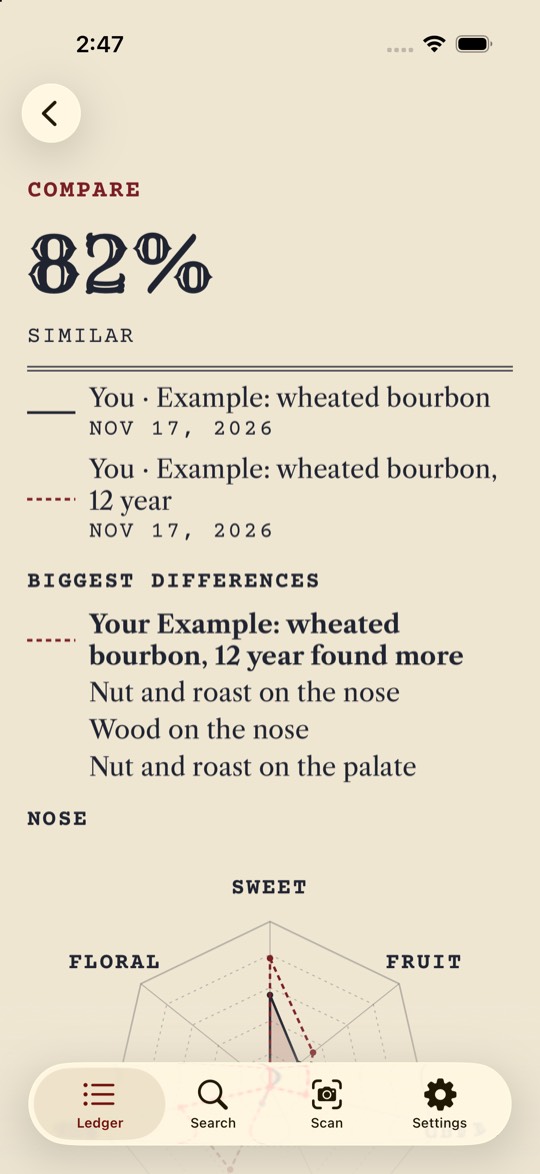 2:47
COMPARE
82%
SIMILAR
You · Example: wheated bourbon
NOV 17, 2026
You · Example: wheated bourbon,
12 year
NOV 17, 2026
BIGGEST DIFFERENCES
Your Example: wheated
bourbon, 12 year found more
Nut and roast on the nose
Wood on the nose
Nut and roast on the palate
NOSE
SWEET
FLORAL
FRUIT
Ledger
Search
Scan
Settings